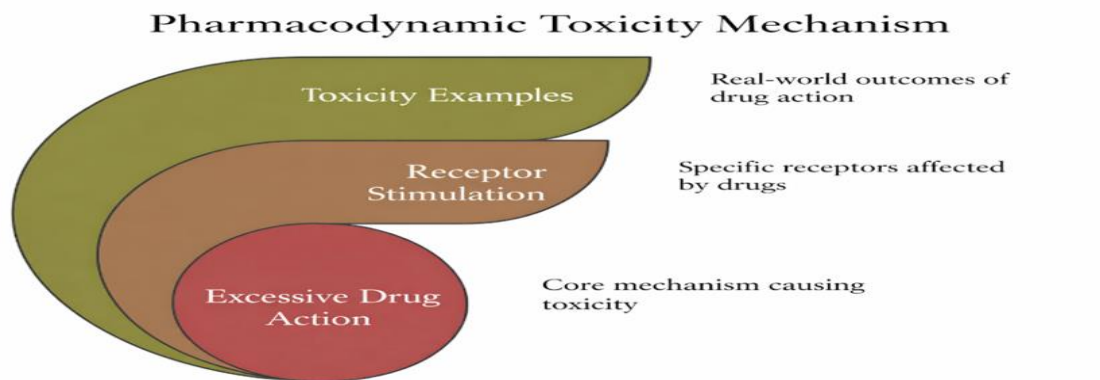 Pharmacodynamic Toxicity Mechanism
Toxicity Examples
Real-world outcomes of
drug action
Receptor
Stimulation
Specific receptors affected
by drugs
Excessive Drug
Action
Core mechanism causing
toxicity